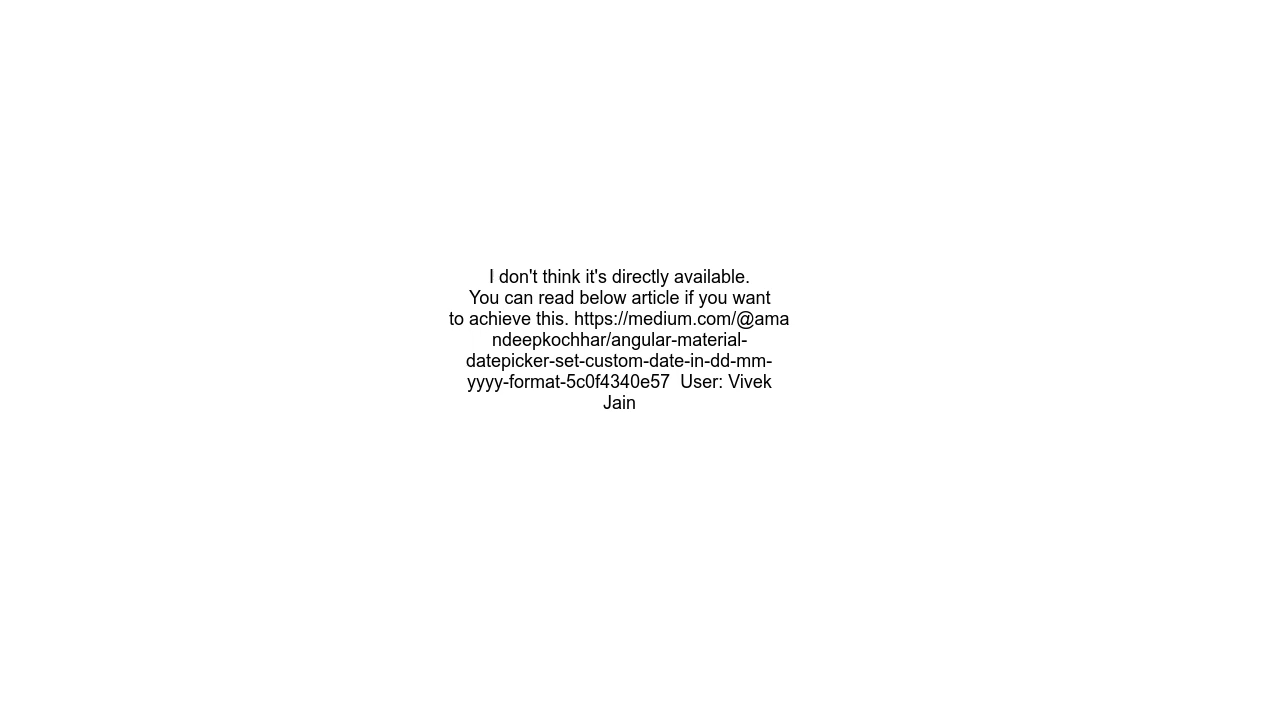 I don't think it's directly available.
You can read below article if you want
to achieve this. https://medium.com/@ama
ndeepkochhar/angular-material-
datepicker-set-custom-date-in-dd-mm-
yyyy-format-5c0f4340e57  User: Vivek
Jain